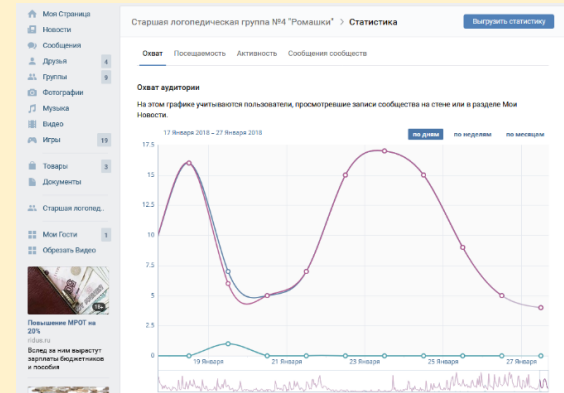 Моя Страница
Новости
Сообщения
Друзья 4
Группы 9
Фотографии
Музыка
Видео
Игры 19
Товары 3
Документы
Старшая логопед..
Мои Гости 1
Обрезать Видео
18+
Повышение МРОТ на
20%
ridus.ru
Вслед за ним вырастут
зарплаты бюджетников
и пособия
Старшая логопедическая группа №4 "Ромашки" > Статистика
Выгрузить статистику
Охват Посещаемость Активность Сообщения сообществ
Охват аудитории
На этом графике учитываются пользователи, просмотревшие записи сообщества на стене или в разделе Мои
Новости.
17 Января 2018 – 27 Января 2018
по дням по неделям по месяцам
17.5
15
12.5
10
7.5
5
2.5
0
19 Января 21 Января 23 Января 25 Января 27 Января